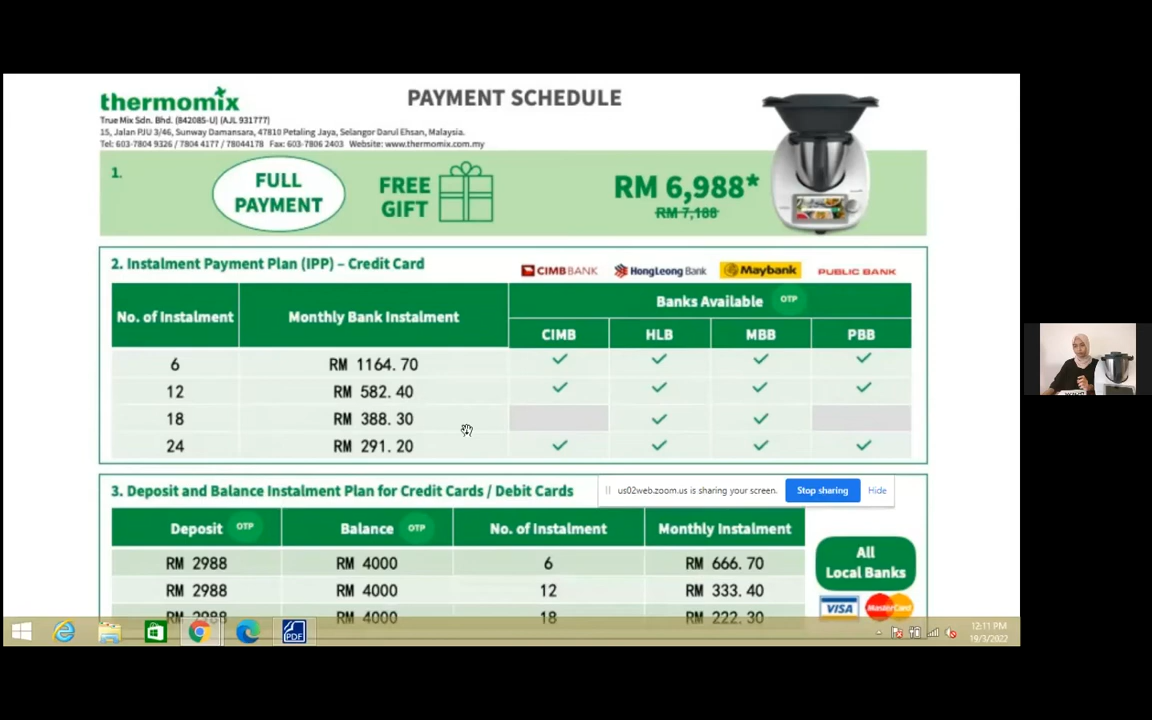 thermomix
PAYMENT SCHEDULE
True Mix Sdn. Bhd. (842085-U) (AJL 931777)
15, Jalan PJU 3/46, Sunway Damansara, 47810 Petaling Jaya, Selangor Darul Ehsan, Malaysia.
Tel: 603-7804 9326 / 7804 4177 / 78044178 Fax: 603-7806 2403 Website: www.thermomix.com.my
1.
FULL PAYMENT
FREE GIFT
RM 6,988*
RM 7,188
2. Instalment Payment Plan (IPP) – Credit Card
CIMB BANK HongLeong Bank Maybank PUBLIC BANK
No. of Instalment Monthly Bank Instalment Banks Available OTP
CIMB HLB MBB PBB
6 RM 1164.70
12 RM 582.40
18 RM 388.30
24 RM 291.20
3. Deposit and Balance Instalment Plan for Credit Cards / Debit Cards
us02web.zoom.us is sharing your screen. Stop sharing Hide
Deposit OTP Balance OTP No. of Instalment Monthly Instalment
RM 2988 RM 4000 6 RM 666.70
RM 2988 RM 4000 12 RM 333.40
RM 2988 RM 4000 18 RM 222.30
All Local Banks
VISA MasterCard
PDF
12:11 PM
19/3/2022